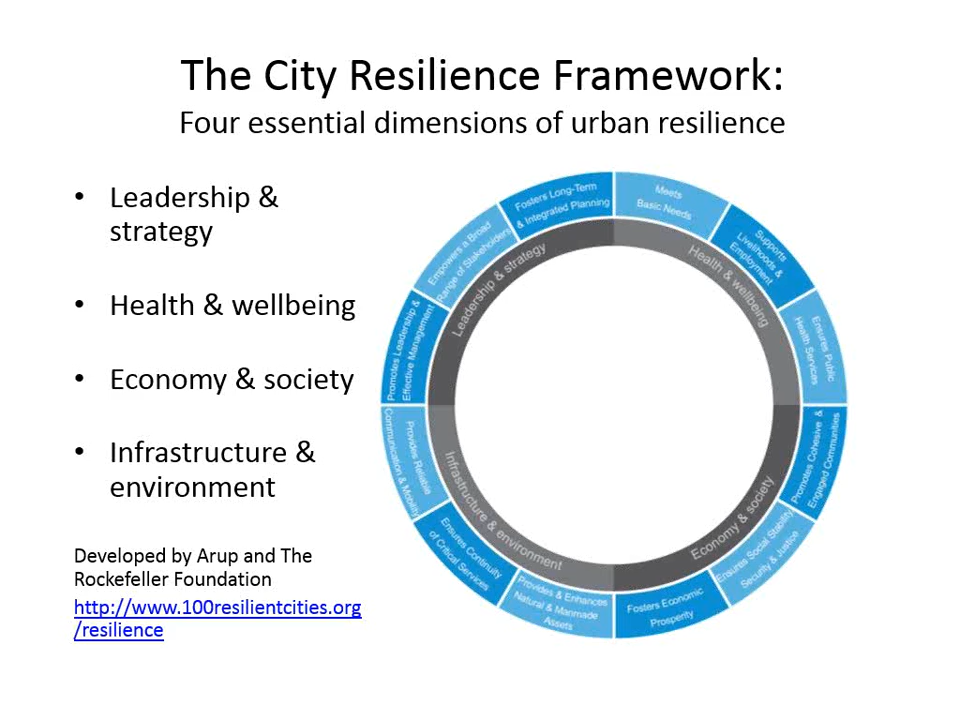 The City Resilience Framework:
Four essential dimensions of urban resilience
• Leadership &
strategy
• Health & wellbeing
• Economy & society
• Infrastructure &
environment
Developed by Arup and The
Rockefeller Foundation
http://www.100resilientcities.org
/resilience
Meets
Basic Needs
Supports
Livelihoods &
Employment
Ensures Public
Health Services
Promotes Cohesive &
Engaged Communities
Ensures Social Stability
Security & Justice
Fosters Economic
Prosperity
Provides & Enhances
Natural & Manmade
Assets
Ensures Continuity
of Critical Services
Provides Reliable
Communication & Mobility
Promotes Leadership &
Effective Management
Empowers a Broad
Range of Stakeholders
Fosters Long-Term
& Integrated Planning
Health & wellbeing
Economy & society
Infrastructure & environment
Leadership & strategy